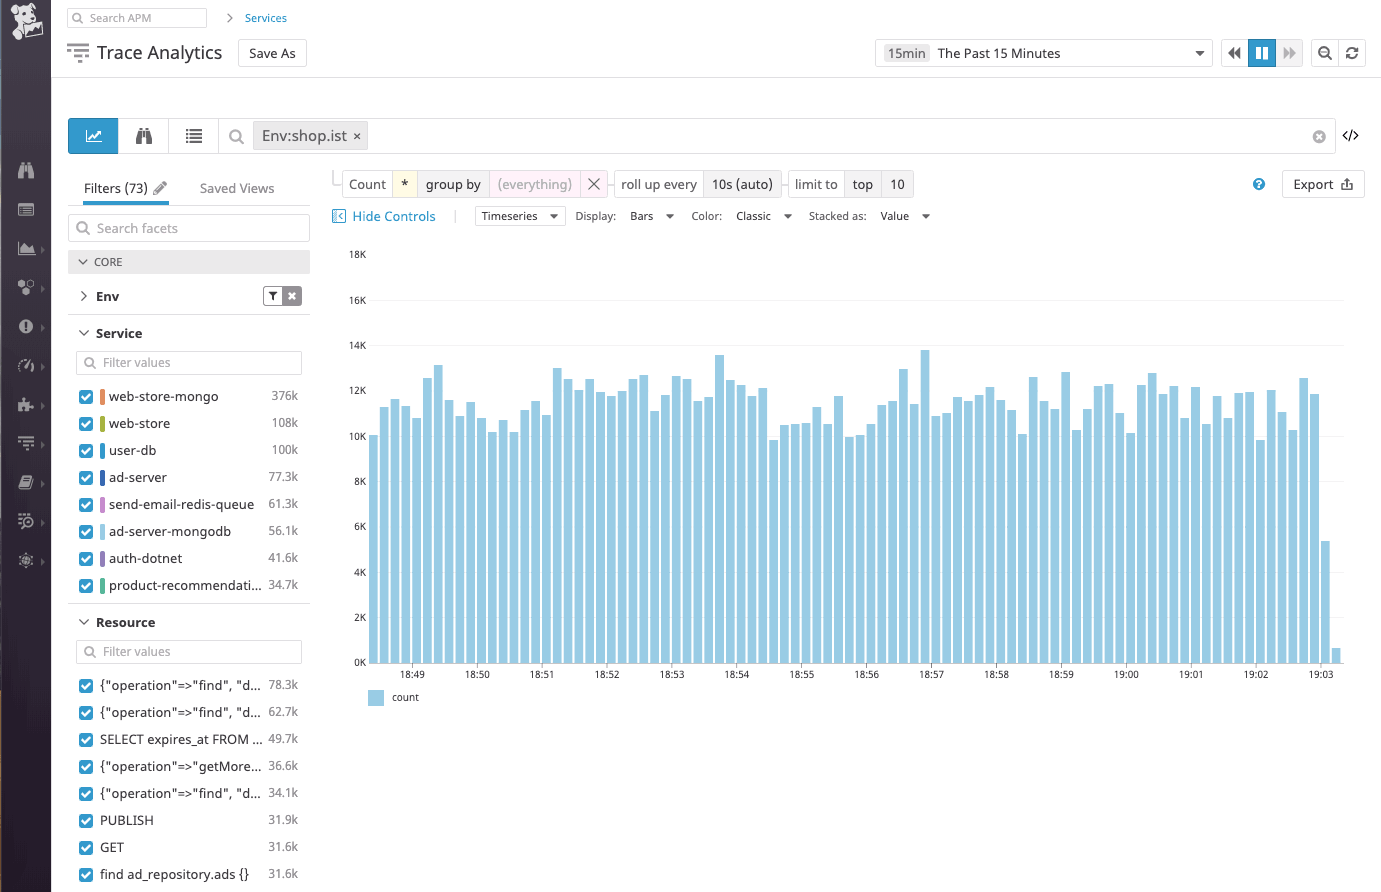 Search APM
Services
Trace Analytics
Save As
15min The Past 15 Minutes
Env:shop.ist ×
</>
Filters (73)
Saved Views
Count * group by (everything) roll up every 10s (auto) limit to top 10
?
Export
Hide Controls
Timeseries Display: Bars Color: Classic Stacked as: Value
Search facets
CORE
Env
Service
Filter values
web-store-mongo 376k
web-store 108k
user-db 100k
ad-server 77.3k
send-email-redis-queue 61.3k
ad-server-mongodb 56.1k
auth-dotnet 41.6k
product-recommendati... 34.7k
Resource
Filter values
{"operation"=>"find", "d... 78.3k
{"operation"=>"find", "d... 62.7k
SELECT expires_at FROM ... 49.7k
{"operation"=>"getMore... 36.6k
{"operation"=>"find", "d... 34.1k
PUBLISH 31.9k
GET 31.6k
find ad_repository.ads {} 31.6k
18K
16K
14K
12K
10K
8K
6K
4K
2K
0K
18:49 18:50 18:51 18:52 18:53 18:54 18:55 18:56 18:57 18:58 18:59 19:00 19:01 19:02 19:03
count